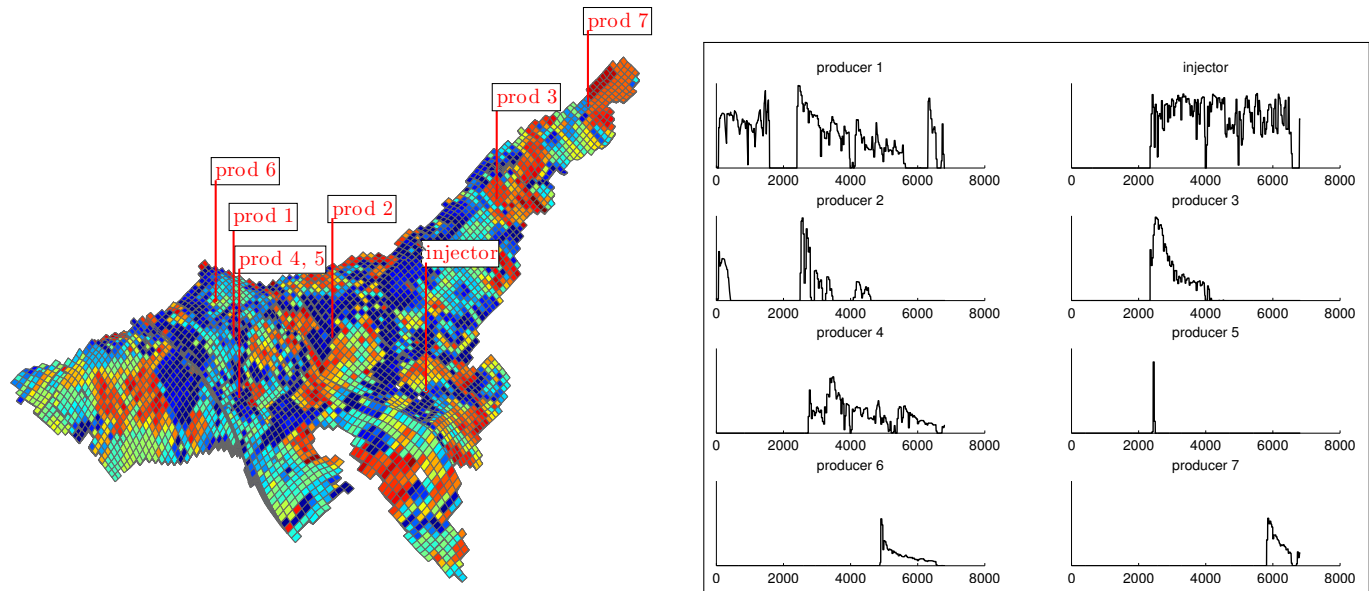 prod 7
prod 3
prod 6
prod 1
prod 2
prod 4, 5
injector
producer 1
0 2000 4000 6000 8000
injector
0 2000 4000 6000 8000
producer 2
0 2000 4000 6000 8000
producer 3
0 2000 4000 6000 8000
producer 4
0 2000 4000 6000 8000
producer 5
0 2000 4000 6000 8000
producer 6
0 2000 4000 6000 8000
producer 7
0 2000 4000 6000 8000